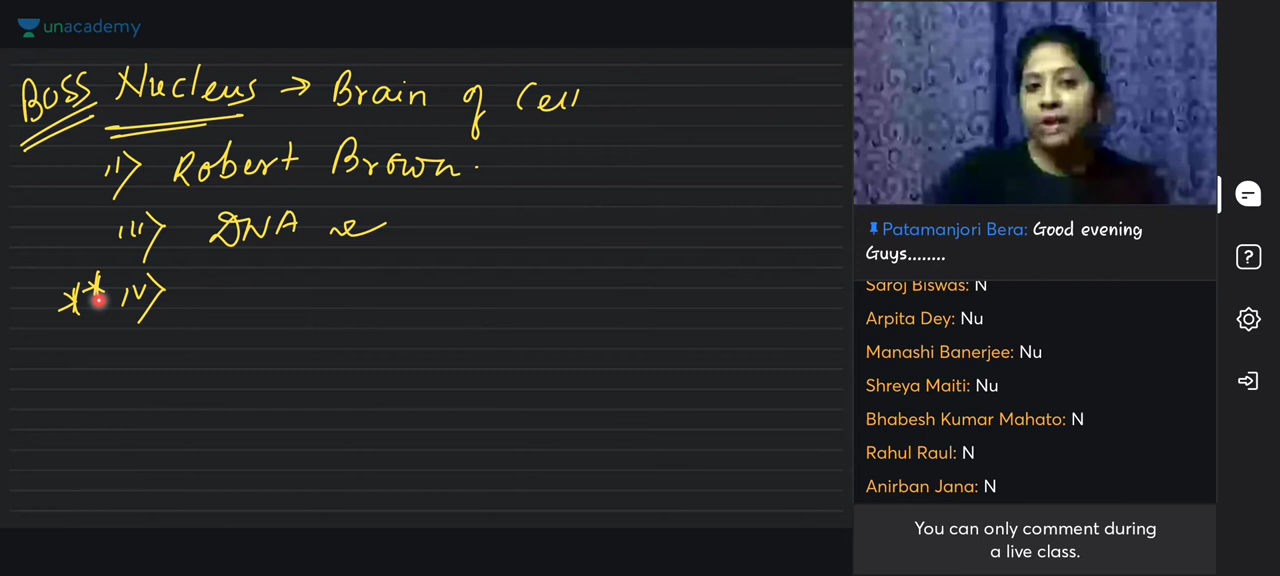 unacademy
Boss Nucleus → Brain of Cell
i) Robert Brown.
iii) DNA
** iv)
Patamanjori Bera: Good evening
Guys........
Saroj Biswas: N
Arpita Dey: Nu
Manashi Banerjee: Nu
Shreya Maiti: Nu
Bhabesh Kumar Mahato: N
Rahul Raul: N
Anirban Jana: N
You can only comment during
a live class.